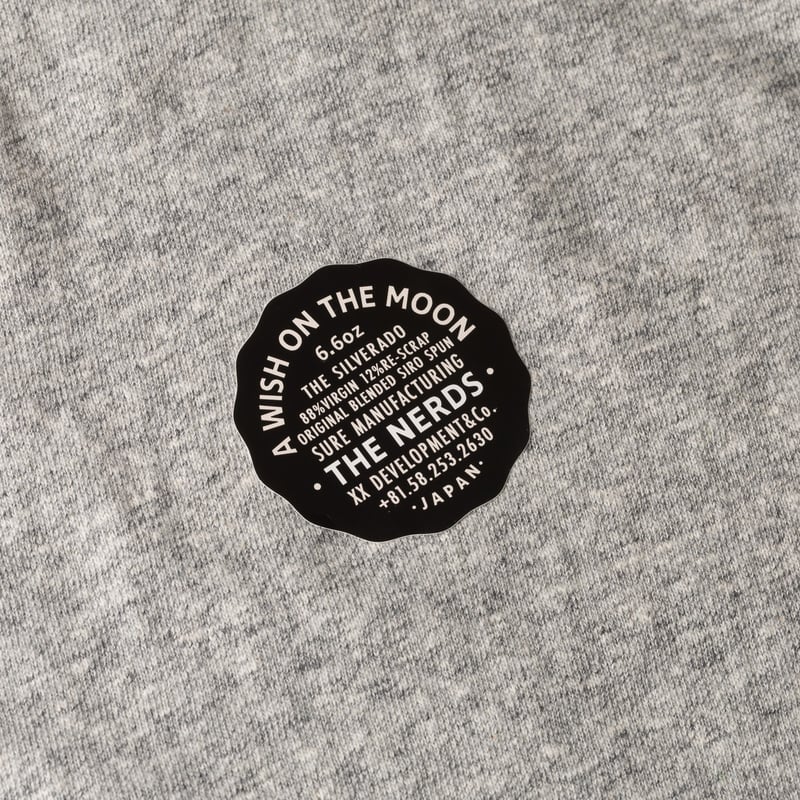 A WISH ON THE MOON
6.6oz
THE SILVERADO
88%VIRGIN 12%RE-SCRAP
ORIGINAL BLENDED SIRO SPUN
SURE MANUFACTURING
· THE NERDS ·
XX DEVELOPMENT&Co.
+81.58.253.2630
·JAPAN·